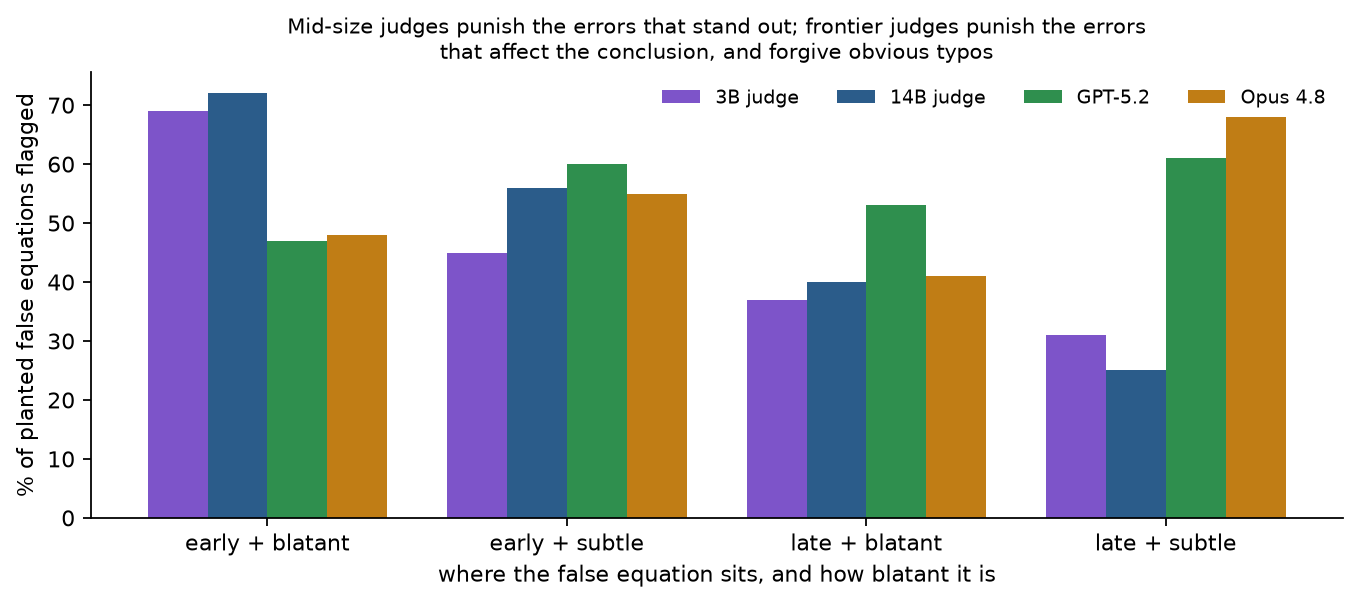 Mid-size judges punish the errors that stand out; frontier judges punish the errors
that affect the conclusion, and forgive obvious typos
3B judge
14B judge
GPT-5.2
Opus 4.8
% of planted false equations flagged
70
60
50
40
30
20
10
0
early + blatant
early + subtle
late + blatant
late + subtle
where the false equation sits, and how blatant it is